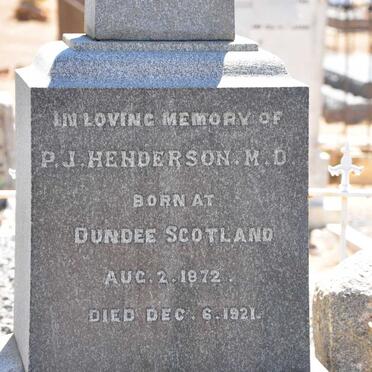 IN LOVING MEMORY OF
P.J. HENDERSON. M.D.
BORN AT
DUNDEE SCOTLAND
AUG. 2. 1872.
DIED DEC. 6. 1921.